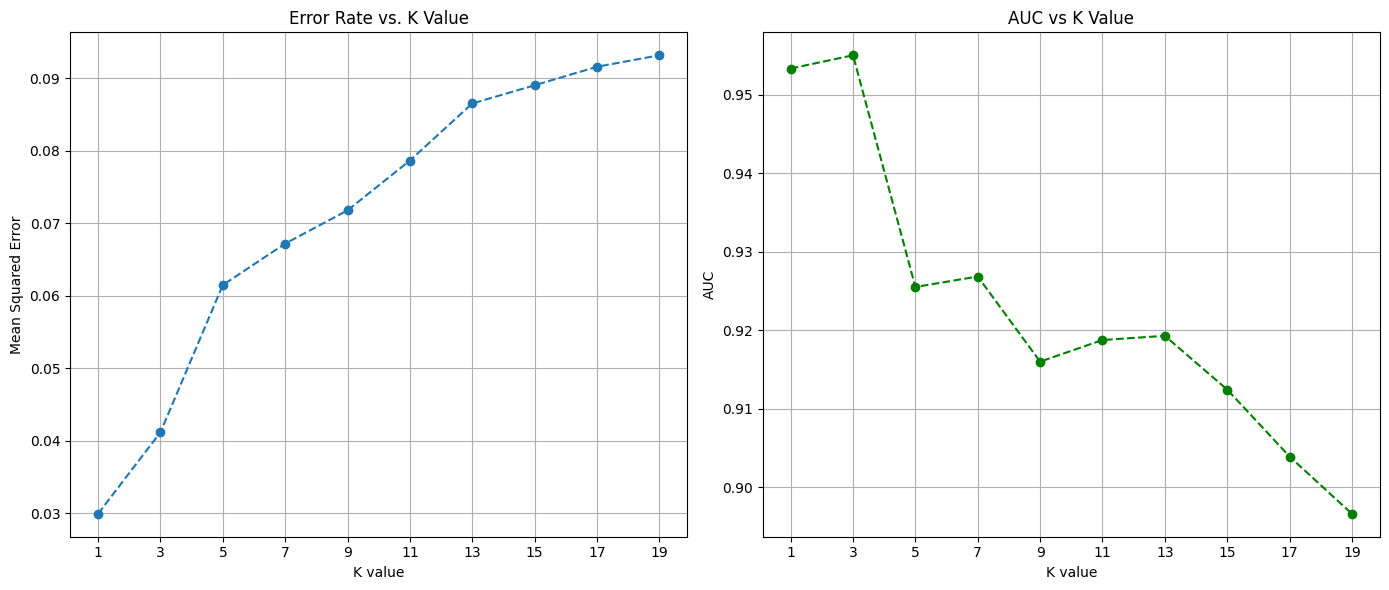 Error Rate vs. K Value
Mean Squared Error
0.09
0.08
0.07
0.06
0.05
0.04
0.03
1 3 5 7 9 11 13 15 17 19
K value
AUC vs K Value
AUC
0.95
0.94
0.93
0.92
0.91
0.90
1 3 5 7 9 11 13 15 17 19
K value